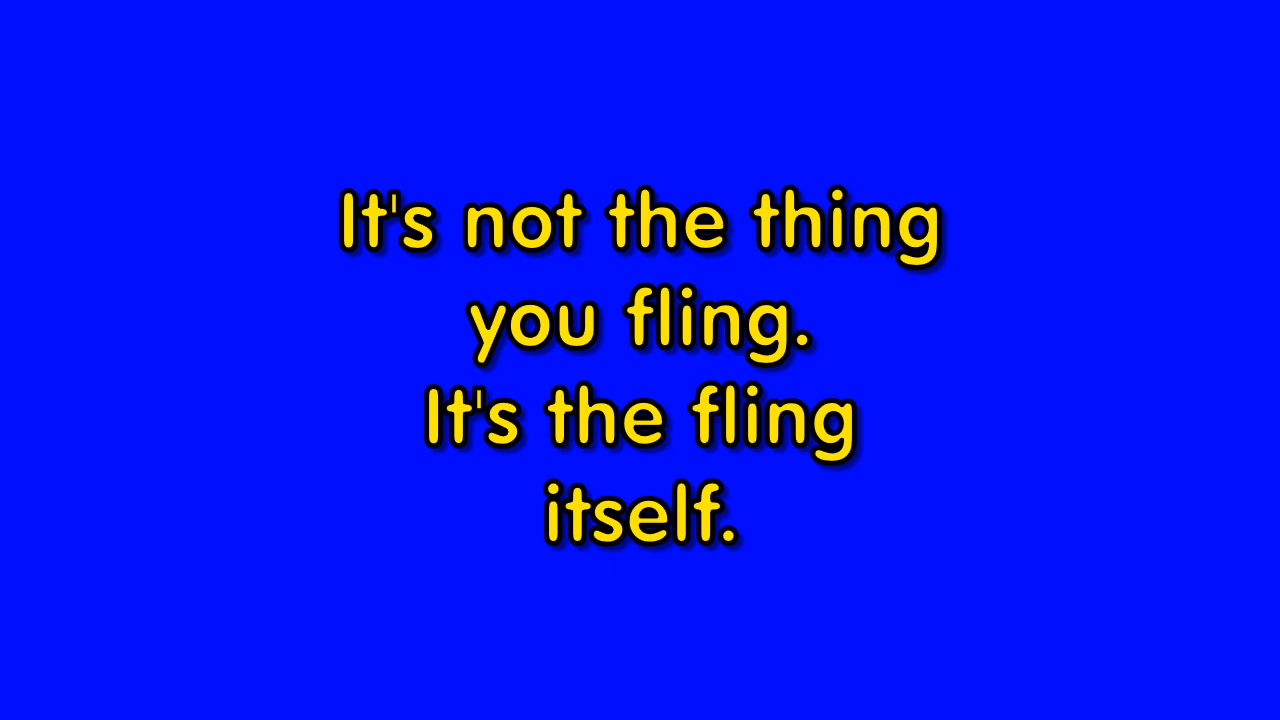 It's not the thing
you fling.
It's the fling
itself.